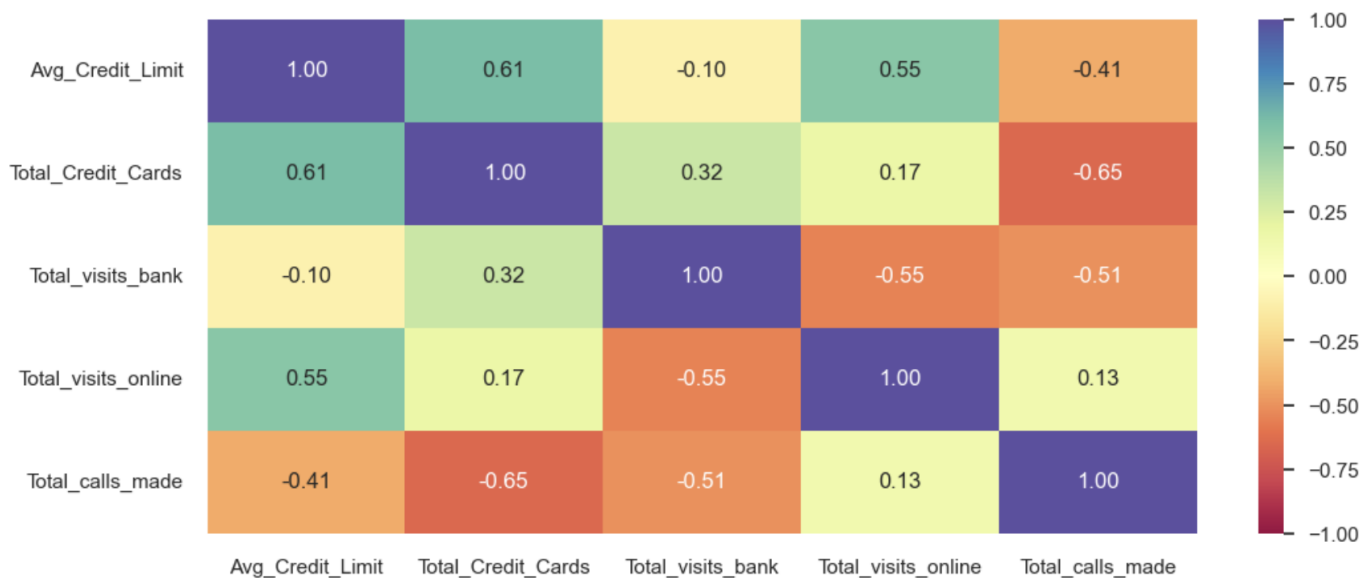 1.00
Avg_Credit_Limit 1.00 0.61 -0.10 0.55 -0.41
0.75
Total_Credit_Cards 0.61 1.00 0.32 0.17 -0.65
0.50
0.25
Total_visits_bank -0.10 0.32 1.00 -0.55 -0.51 0.00
−0.25
Total_visits_online 0.55 0.17 -0.55 1.00 0.13
−0.50
Total_calls_made -0.41 -0.65 -0.51 0.13 1.00
−0.75
−1.00
Avg_Credit_Limit Total_Credit_Cards Total_visits_bank Total_visits_online Total_calls_made